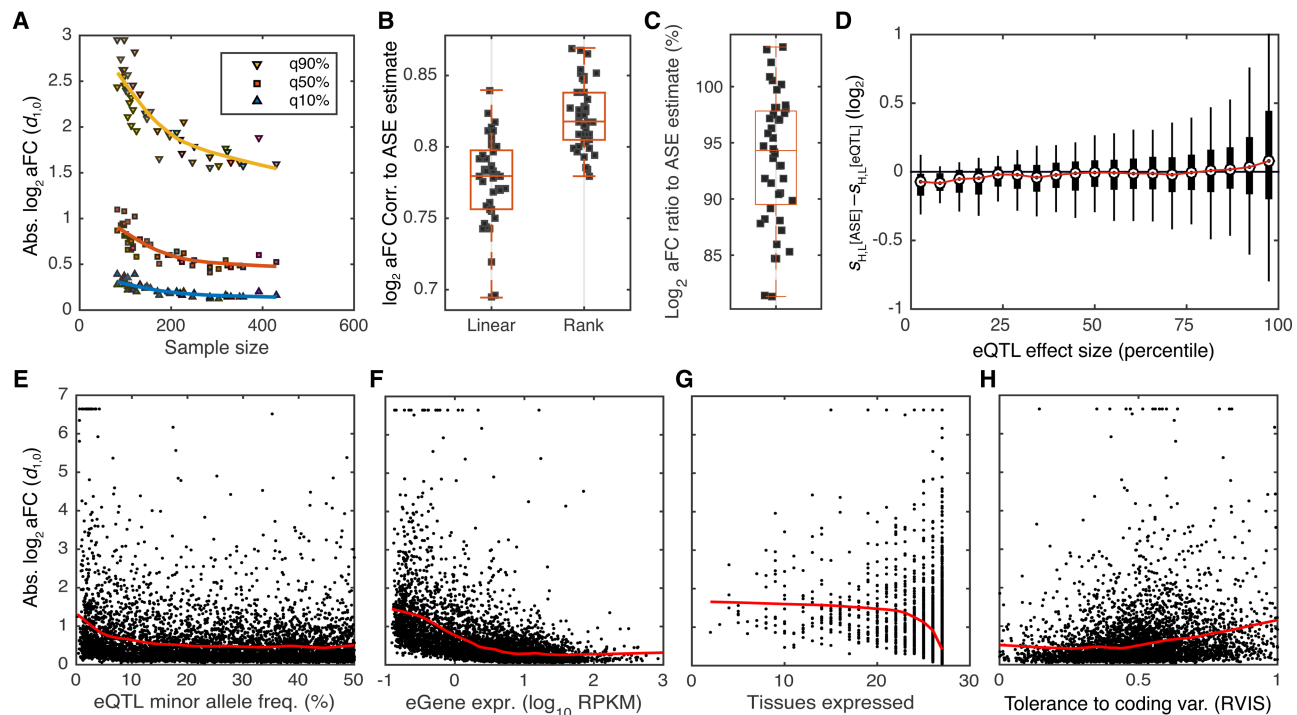 A
Abs. log2 aFC (d1,0)
3
2.5
2
1.5
1
0.5
0
0
200
400
600
Sample size
q90%
q50%
q10%
B
log2 aFC Corr. to ASE estimate
0.85
0.8
0.75
0.7
Linear
Rank
C
Log2 aFC ratio to ASE estimate (%)
100
95
90
85
D
sH,L[ASE] – sH,L[eQTL] (log2)
1
0.5
0
-0.5
-1
0
25
50
75
100
eQTL effect size (percentile)
E
Abs. log2 aFC (d1,0)
7
6
5
4
3
2
1
0
0
10
20
30
40
50
eQTL minor allele freq. (%)
F
-1
0
1
2
3
eGene expr. (log10 RPKM)
G
10
20
30
Tissues expressed
H
0
0.5
1
Tolerance to coding var. (RVIS)